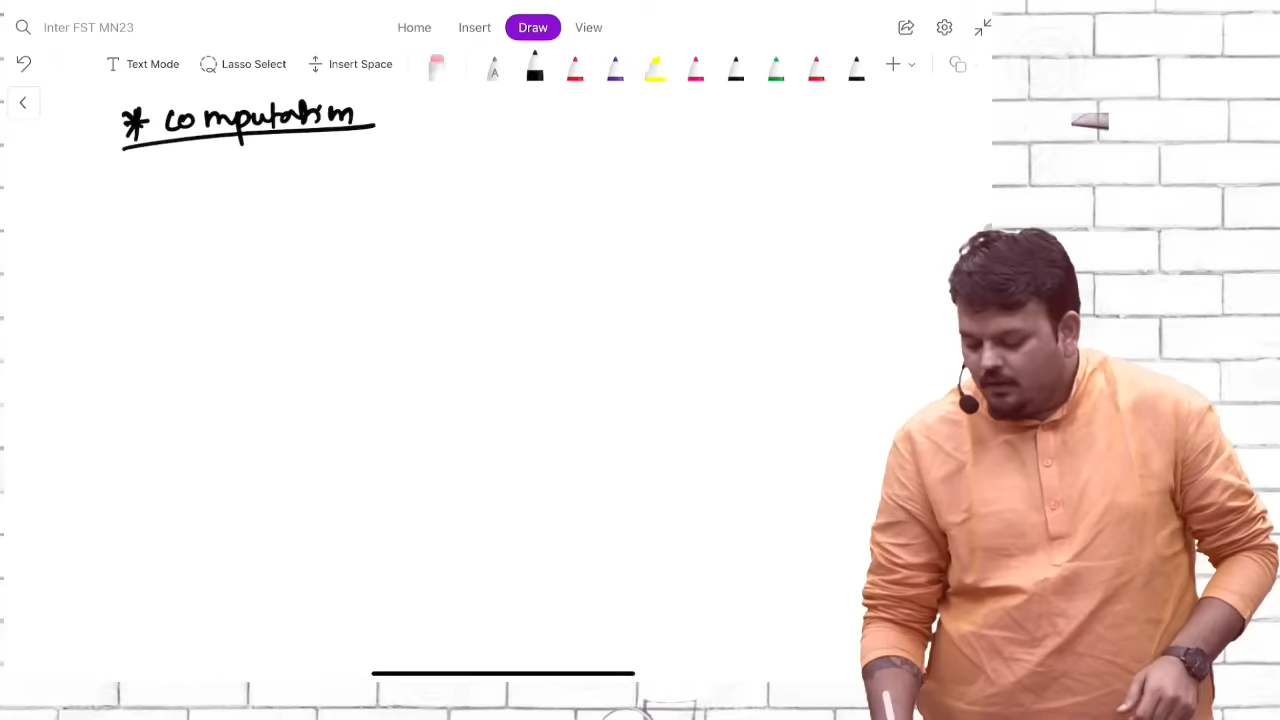 Inter FST MN23
Home Insert Draw View
Text Mode Lasso Select Insert Space
* computation